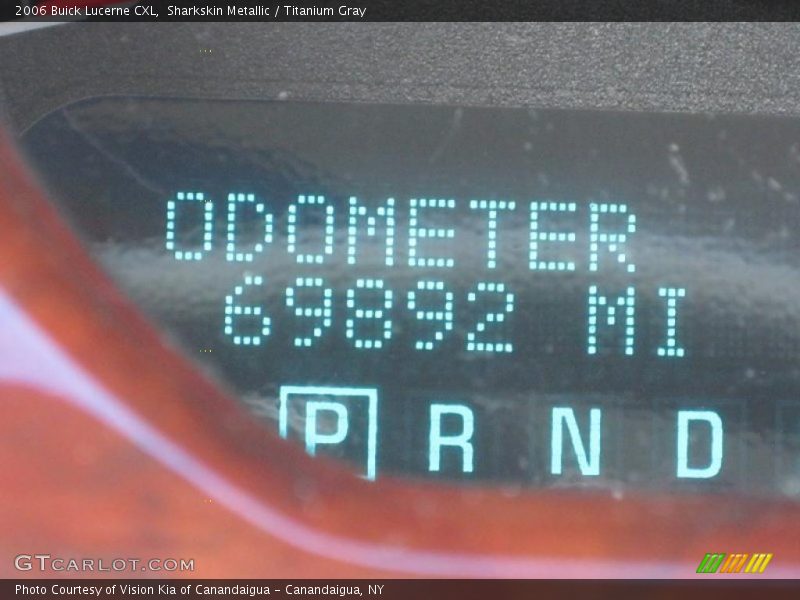 2006 Buick Lucerne CXL,  Sharkskin Metallic / Titanium Gray
ODOMETER
69892 MI
P R N D
GTCARLOT.COM
Photo Courtesy of Vision Kia of Canandaigua - Canandaigua, NY